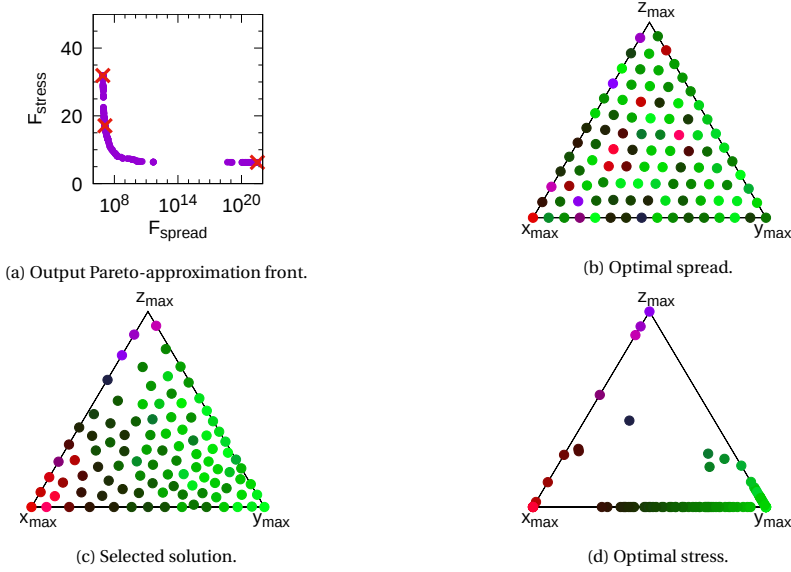 40
20
0
F_stress
10^8
10^14
10^20
F_spread
(a) Output Pareto-approximation front.
z_max
x_max
y_max
(b) Optimal spread.
z_max
x_max
y_max
(c) Selected solution.
z_max
x_max
y_max
(d) Optimal stress.